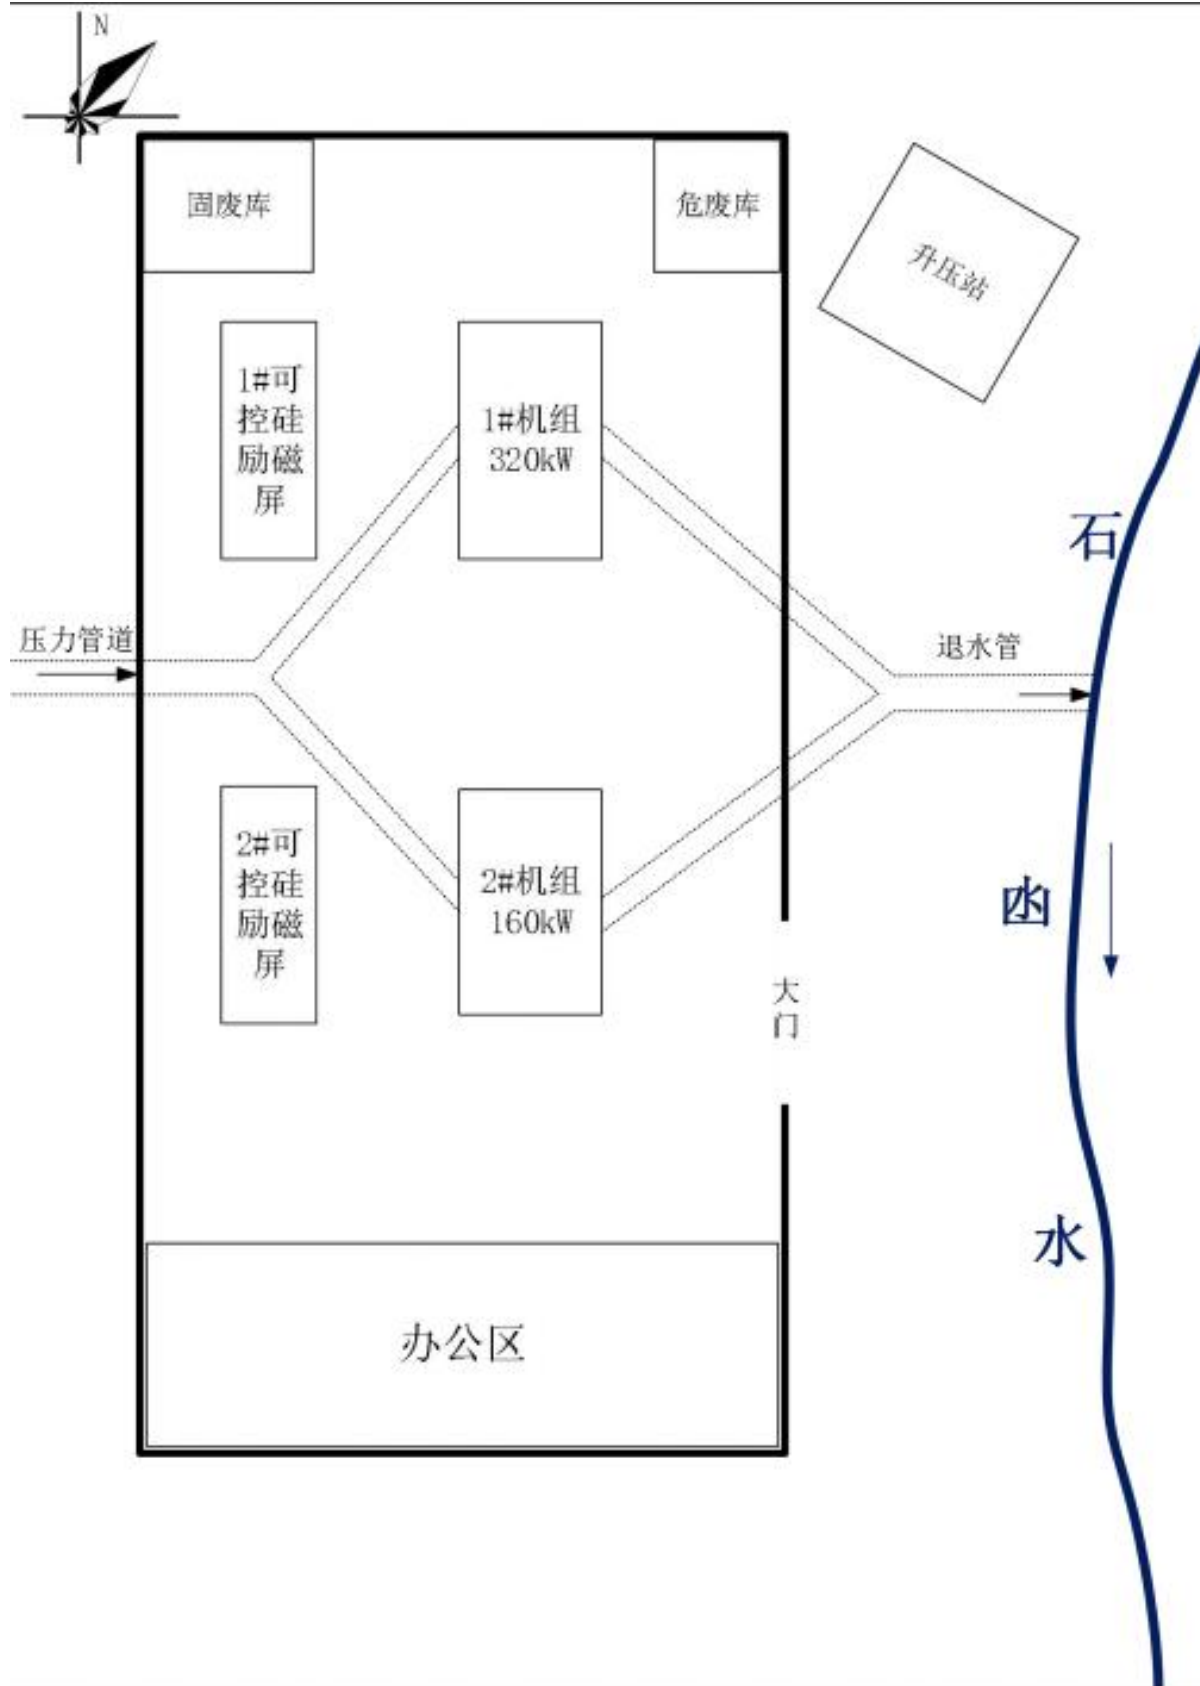 N
固废库
危废库
升压站
1#可
控硅
励磁
屏
1#机组
320kW
石
压力管道
退水管
2#可
控硅
励磁
屏
2#机组
160kW
凼
大
门
水
办公区